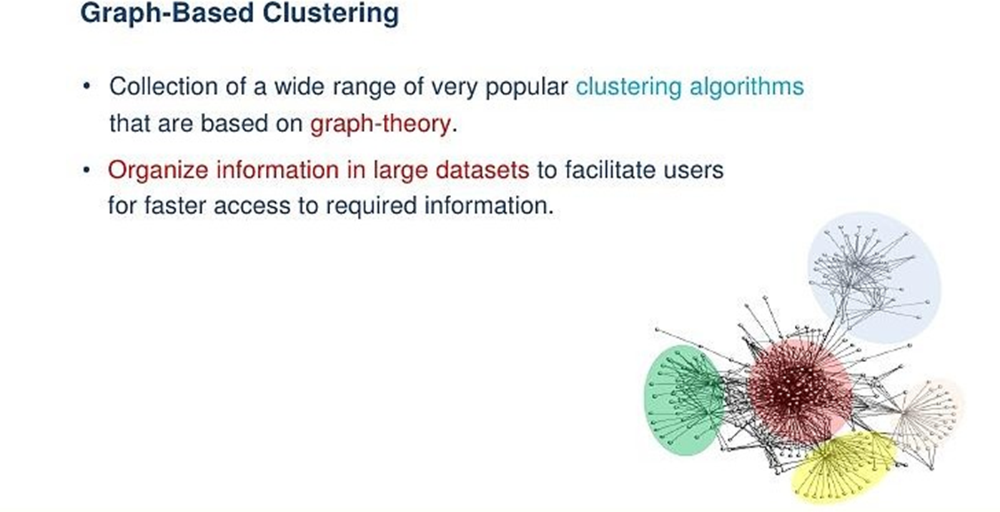 Graph-Based Clustering
• Collection of a wide range of very popular clustering algorithms
that are based on graph-theory.
• Organize information in large datasets to facilitate users
for faster access to required information.